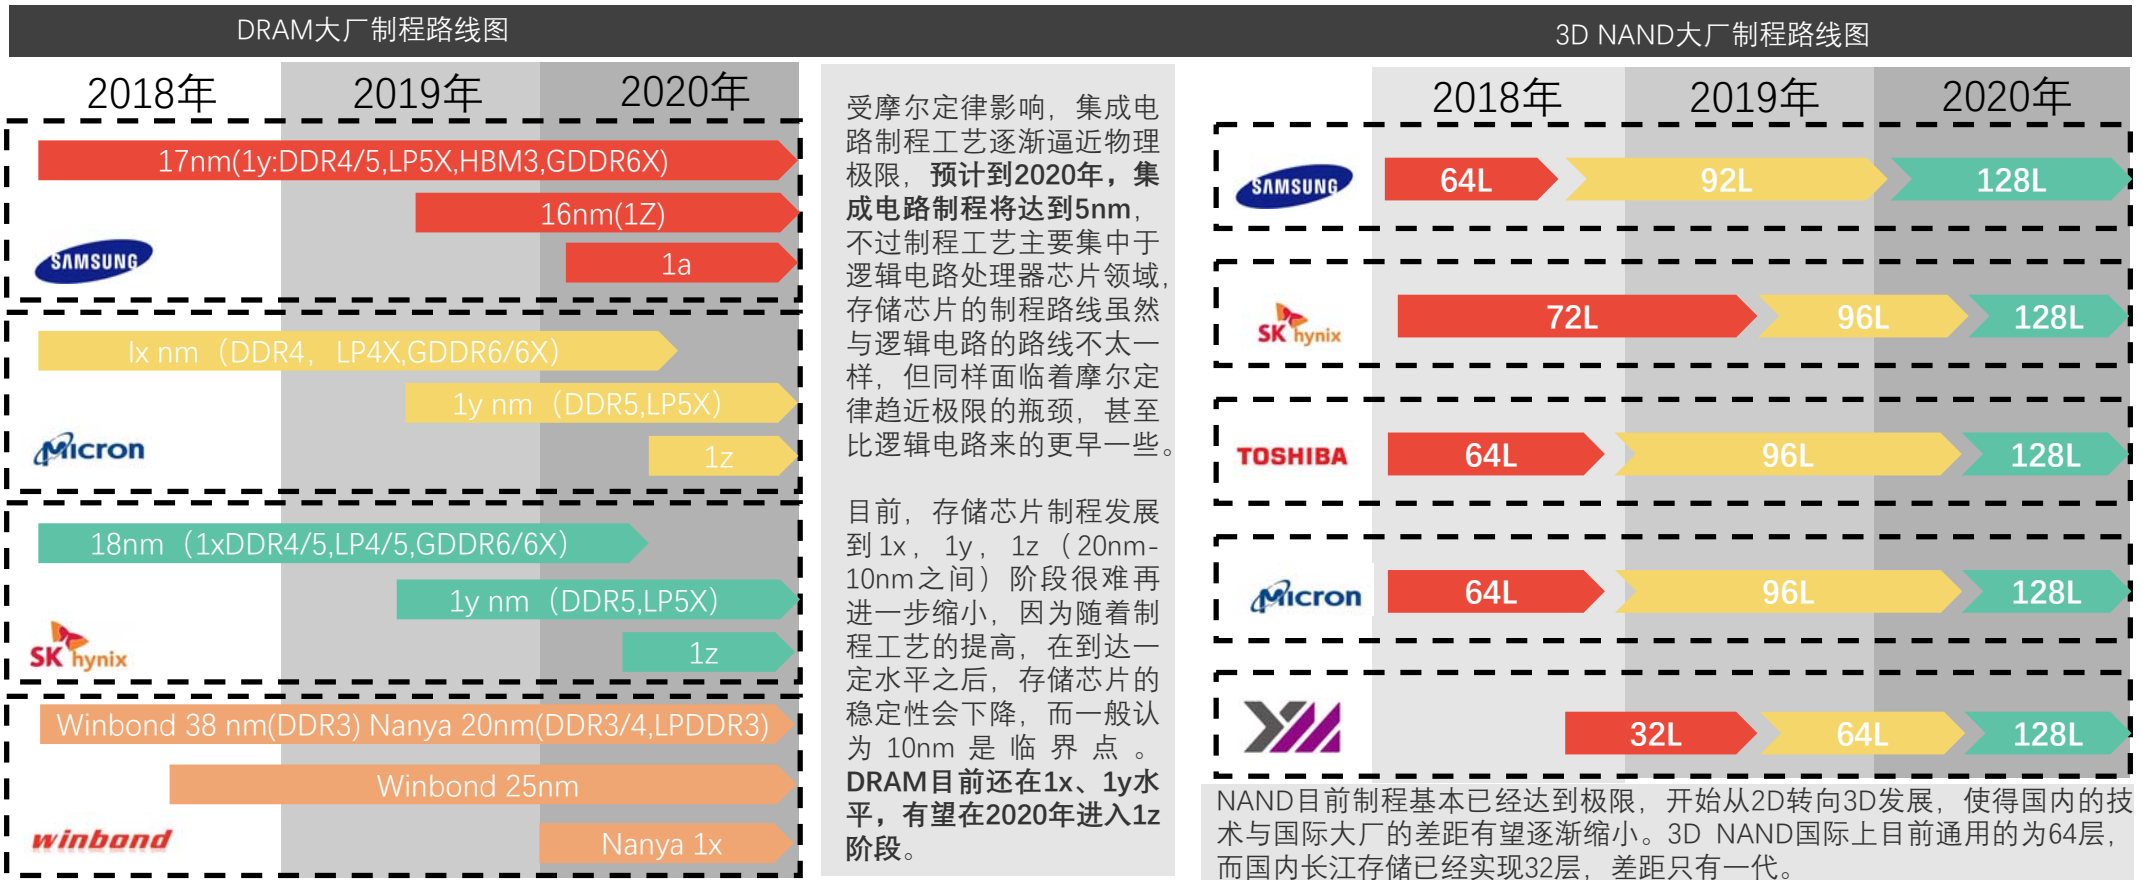 DRAM大厂制程路线图
2018年
2019年
2020年
17nm(1y:DDR4/5,LP5X,HBM3,GDDR6X)
16nm(1Z)
SAMSUNG
1a
Ix nm（DDR4， LP4X,GDDR6/6X）
1y nm（DDR5,LP5X）
Micron
1z
18nm（1xDDR4/5,LP4/5,GDDR6/6X）
1y nm（DDR5,LP5X）
SK hynix
1z
Winbond 38 nm(DDR3) Nanya 20nm(DDR3/4,LPDDR3)
Winbond 25nm
winbond
Nanya 1x
受摩尔定律影响，集成电
路制程工艺逐渐逼近物理
极限，预计到2020年，集
成电路制程将达到5nm，
不过制程工艺主要集中于
逻辑电路处理器芯片领域，
存储芯片的制程路线虽然
与逻辑电路的路线不太一
样，但同样面临着摩尔定
律趋近极限的瓶颈，甚至
比逻辑电路来的更早一些。
目前，存储芯片制程发展
到1x，1y，1z（20nm-
10nm之间）阶段很难再
进一步缩小，因为随着制
程工艺的提高，在到达一
定水平之后，存储芯片的
稳定性会下降，而一般认
为10nm是临界点。
DRAM目前还在1x、1y水
平，有望在2020年进入1z
阶段。
3D NAND大厂制程路线图
2018年
2019年
2020年
SAMSUNG
64L
92L
128L
SK hynix
72L
96L
128L
TOSHIBA
64L
96L
128L
Micron
64L
96L
128L
32L
64L
128L
NAND目前制程基本已经达到极限，开始从2D转向3D发展，使得国内的技
术与国际大厂的差距有望逐渐缩小。3D NAND国际上目前通用的为64层，
而国内长江存储已经实现32层，差距只有一代。